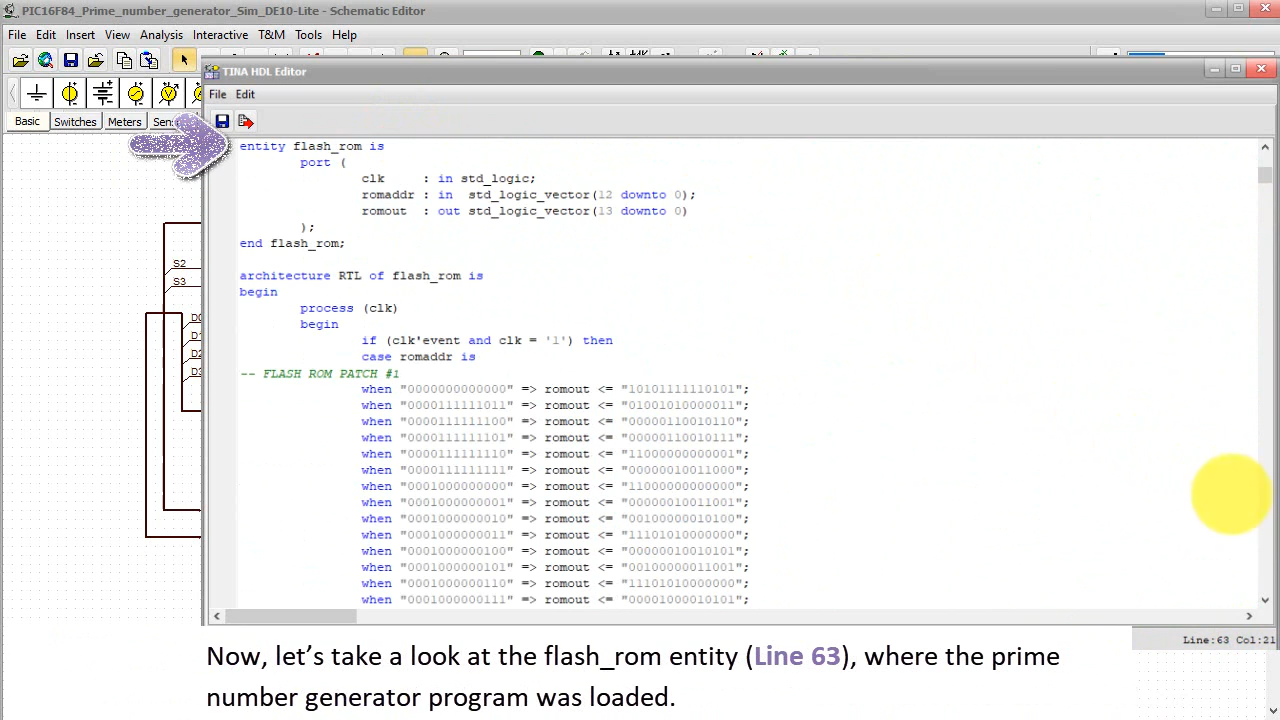 PIC16F84_Prime_number_generator_Sim_DE10-Lite - Schematic Editor
File Edit Insert View Analysis Interactive T&M Tools Help
TINA HDL Editor
File Edit
Basic Switches Meters Sen
entity flash_rom is
port (
clk : in std_logic;
romaddr : in std_logic_vector(12 downto 0);
romout : out std_logic_vector(13 downto 0)
);
end flash_rom;
architecture RTL of flash_rom is
begin
process (clk)
begin
if (clk'event and clk = '1') then
case romaddr is
-- FLASH ROM PATCH #1
when "0000000000000" => romout <= "10101111110101";
when "0000111111011" => romout <= "01001010000011";
when "0000111111100" => romout <= "00000110010110";
when "0000111111101" => romout <= "00000110010111";
when "0000111111110" => romout <= "11000000000001";
when "0000111111111" => romout <= "00000010011000";
when "0001000000000" => romout <= "11000000000000";
when "0001000000001" => romout <= "00000010011001";
when "0001000000010" => romout <= "00100000010100";
when "0001000000011" => romout <= "11101010000000";
when "0001000000100" => romout <= "00000010010101";
when "0001000000101" => romout <= "00100000011001";
when "0001000000110" => romout <= "11101010000000";
when "0001000000111" => romout <= "00001000010101";
S2
S3
D0
D1
D2
D3
Line:63 Col:21
Now, let's take a look at the flash_rom entity (Line 63), where the prime
number generator program was loaded.